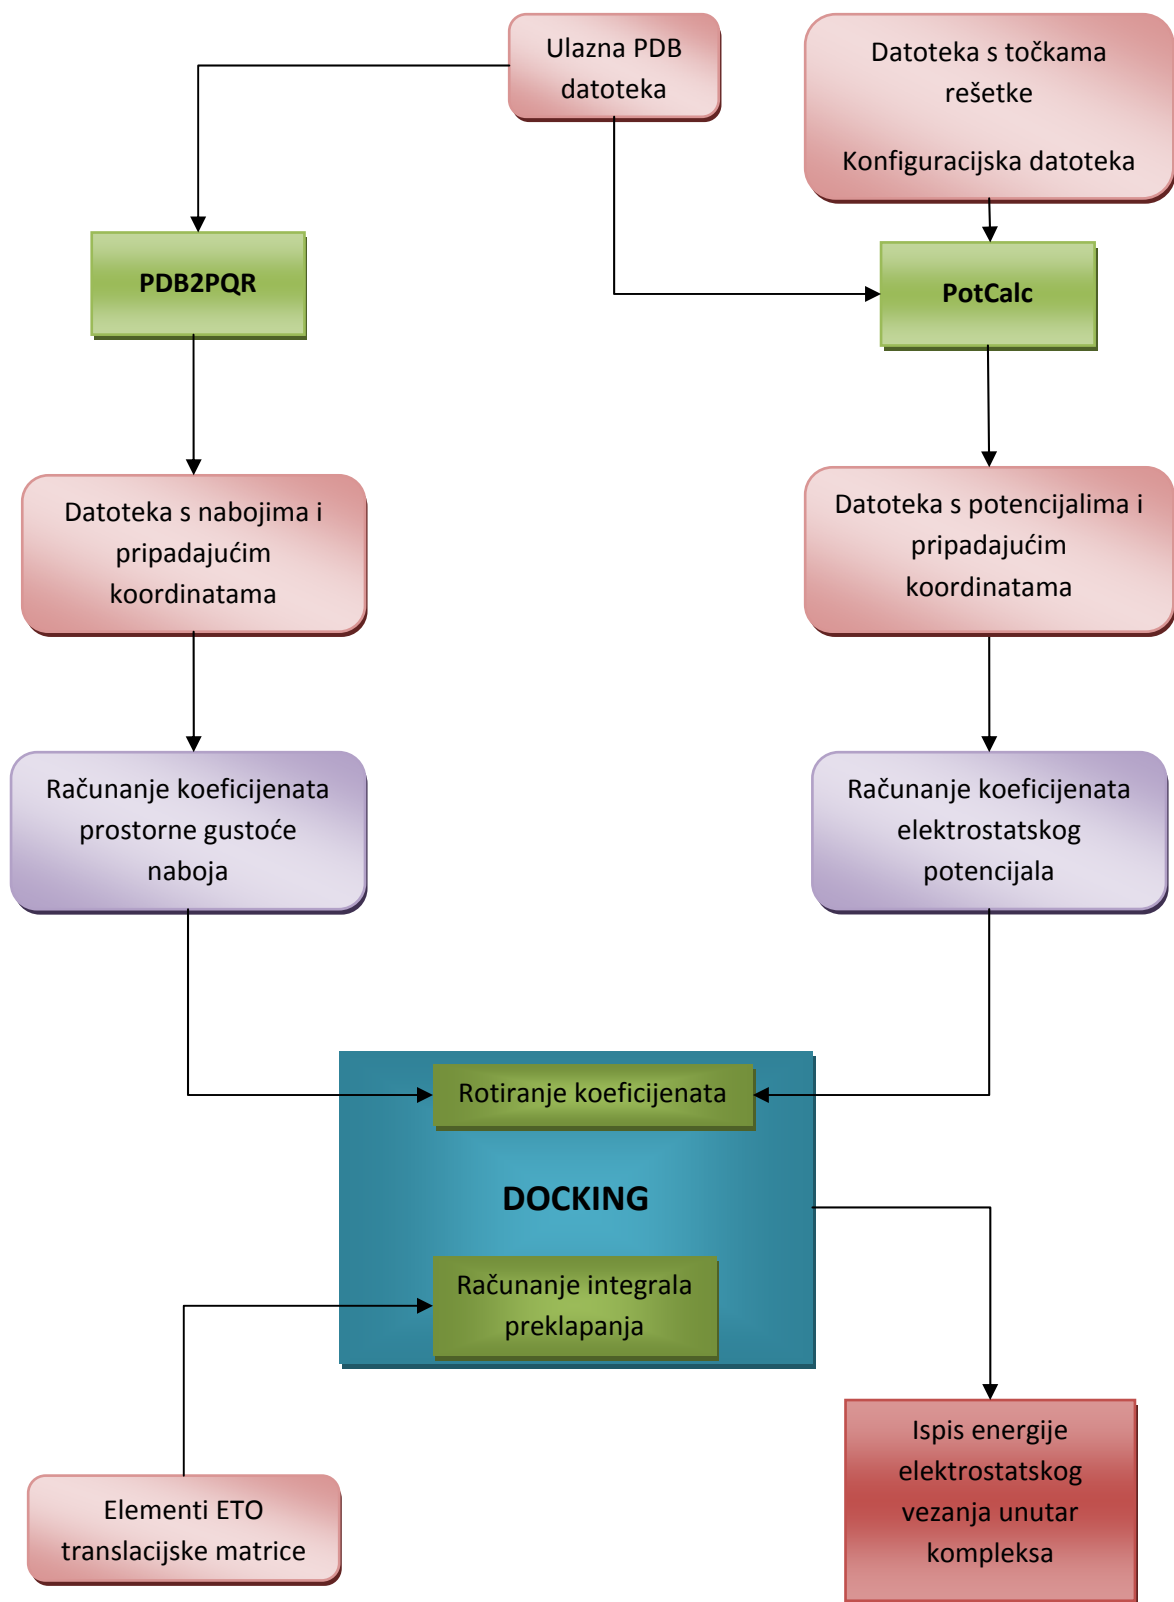 Ulazna PDB
datoteka
Datoteka s točkama
rešetke
Konfiguracijska datoteka
PDB2PQR
PotCalc
Datoteka s nabojima i
pripadajućim
koordinatama
Datoteka s potencijalima i
pripadajućim
koordinatama
Računanje koeficijenata
prostorne gustoće
naboja
Računanje koeficijenata
elektrostatskog
potencijala
Rotiranje koeficijenata
DOCKING
Računanje integrala
preklapanja
Elementi ETO
translacijske matrice
Ispis energije
elektrostatskog
vezanja unutar
kompleksa